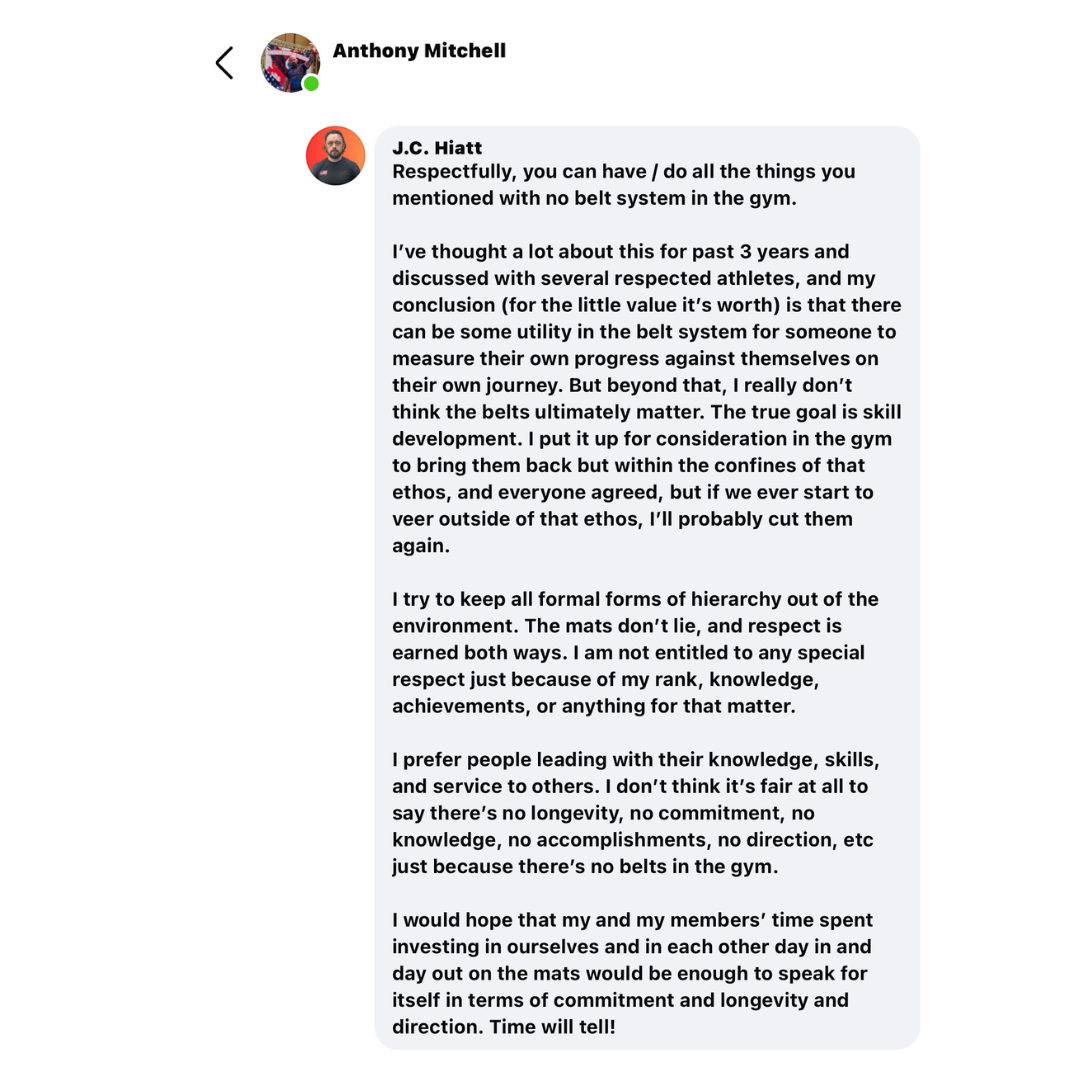 Anthony Mitchell
J.C. Hiatt
Respectfully, you can have / do all the things you
mentioned with no belt system in the gym.
I’ve thought a lot about this for past 3 years and
discussed with several respected athletes, and my
conclusion (for the little value it’s worth) is that there
can be some utility in the belt system for someone to
measure their own progress against themselves on
their own journey. But beyond that, I really don’t
think the belts ultimately matter. The true goal is skill
development. I put it up for consideration in the gym
to bring them back but within the confines of that
ethos, and everyone agreed, but if we ever start to
veer outside of that ethos, I’ll probably cut them
again.
I try to keep all formal forms of hierarchy out of the
environment. The mats don’t lie, and respect is
earned both ways. I am not entitled to any special
respect just because of my rank, knowledge,
achievements, or anything for that matter.
I prefer people leading with their knowledge, skills,
and service to others. I don’t think it’s fair at all to
say there’s no longevity, no commitment, no
knowledge, no accomplishments, no direction, etc
just because there’s no belts in the gym.
I would hope that my and my members’ time spent
investing in ourselves and in each other day in and
day out on the mats would be enough to speak for
itself in terms of commitment and longevity and
direction. Time will tell!